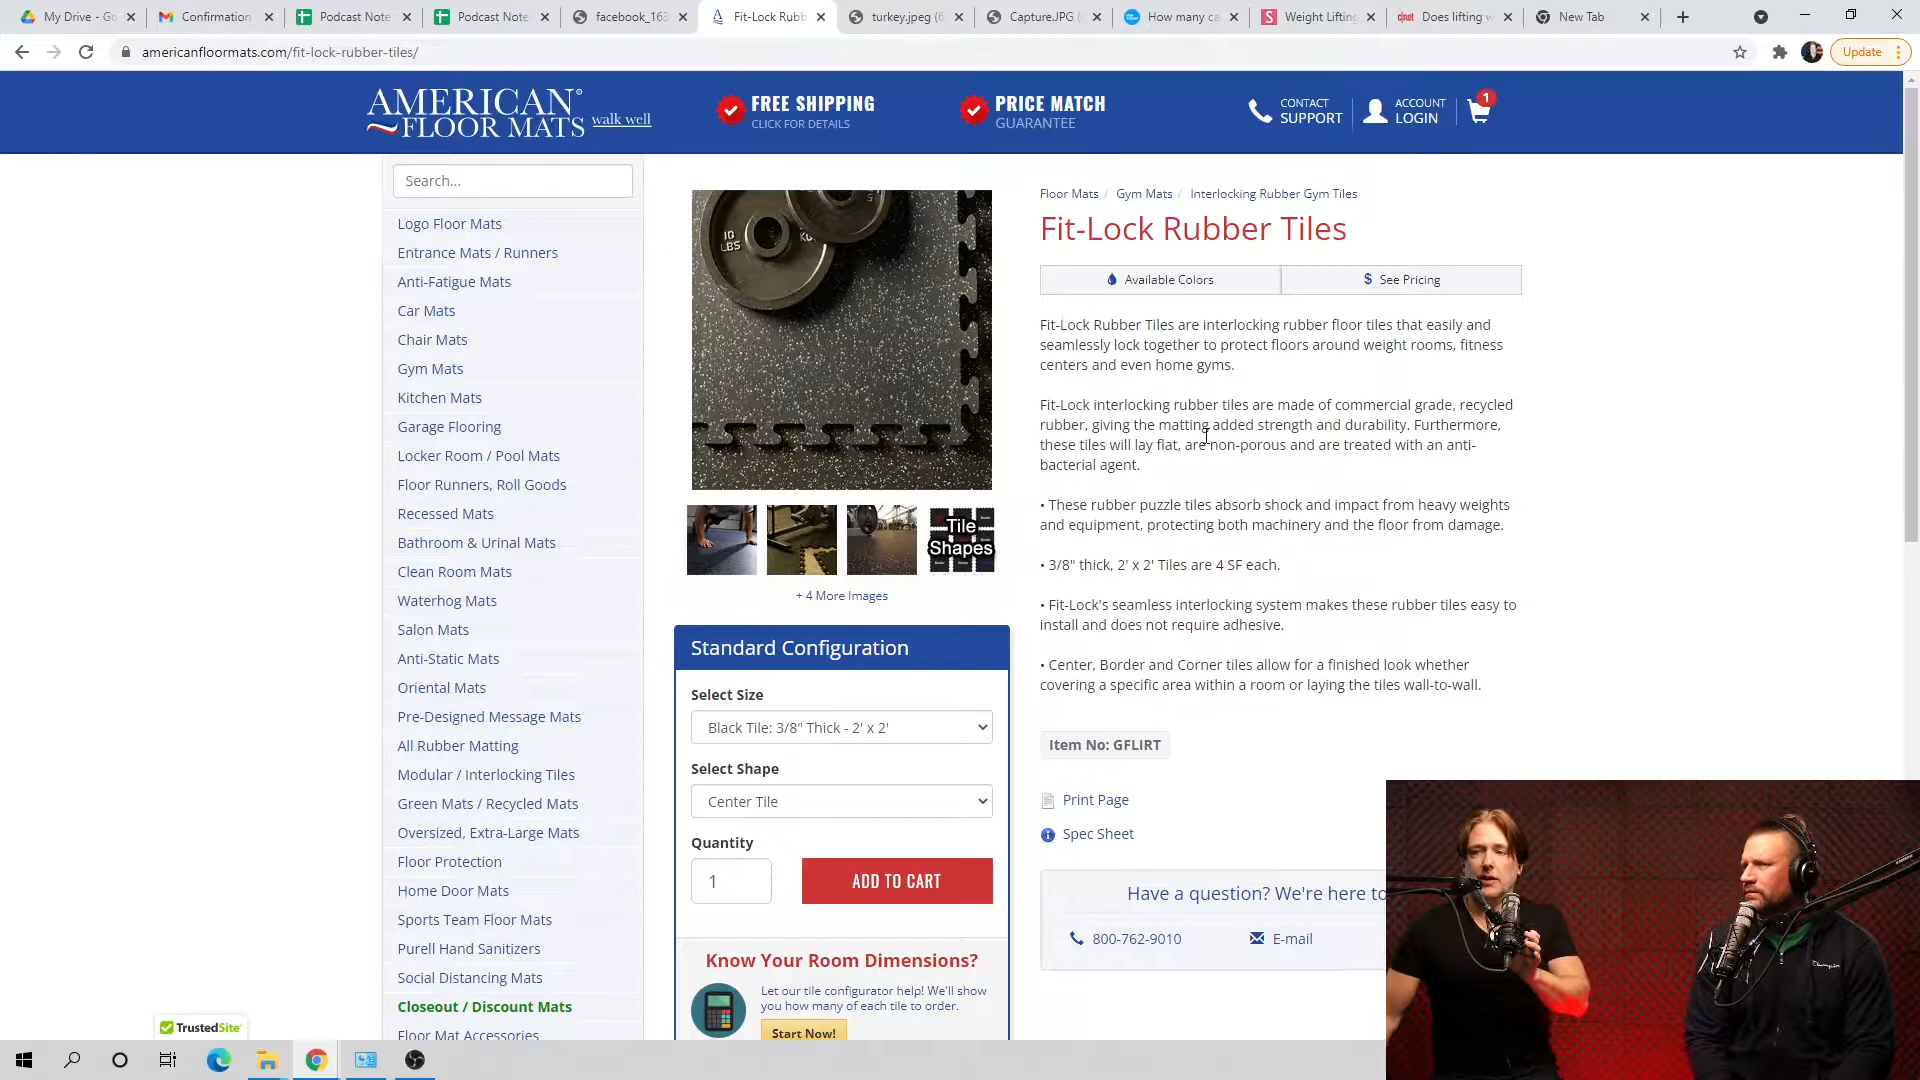 My Drive - Go
Confirmation
Podcast Note
Podcast Note
facebook_163
Fit-Lock Rubb
turkey.jpeg (6
Capture.JPG (
How many ca
Weight Lifting
c|net
Does lifting w
New Tab
americanfloormats.com/fit-lock-rubber-tiles/
Update
AMERICAN
FLOOR MATS
walk well
FREE SHIPPING
CLICK FOR DETAILS
PRICE MATCH
GUARANTEE
CONTACT
SUPPORT
ACCOUNT
LOGIN
1
Search...
Logo Floor Mats
Entrance Mats / Runners
Anti-Fatigue Mats
Car Mats
Chair Mats
Gym Mats
Kitchen Mats
Garage Flooring
Locker Room / Pool Mats
Floor Runners, Roll Goods
Recessed Mats
Bathroom & Urinal Mats
Clean Room Mats
Waterhog Mats
Salon Mats
Anti-Static Mats
Oriental Mats
Pre-Designed Message Mats
All Rubber Matting
Modular / Interlocking Tiles
Green Mats / Recycled Mats
Oversized, Extra-Large Mats
Floor Protection
Home Door Mats
Sports Team Floor Mats
Purell Hand Sanitizers
Social Distancing Mats
Closeout / Discount Mats
Floor Mat Accessories
TrustedSite
10
LBS
KG
S
Tile
Shapes
+ 4 More Images
Standard Configuration
Select Size
Black Tile: 3/8" Thick - 2' x 2'
Select Shape
Center Tile
Quantity
1
ADD TO CART
Know Your Room Dimensions?
Let our tile configurator help! We'll show
you how many of each tile to order.
Start Now!
Floor Mats / Gym Mats / Interlocking Rubber Gym Tiles
Fit-Lock Rubber Tiles
Available Colors
$ See Pricing
Fit-Lock Rubber Tiles are interlocking rubber floor tiles that easily and
seamlessly lock together to protect floors around weight rooms, fitness
centers and even home gyms.
Fit-Lock interlocking rubber tiles are made of commercial grade, recycled
rubber, giving the matting added strength and durability. Furthermore,
these tiles will lay flat, are non-porous and are treated with an anti-
bacterial agent.
• These rubber puzzle tiles absorb shock and impact from heavy weights
and equipment, protecting both machinery and the floor from damage.
• 3/8" thick, 2' x 2' Tiles are 4 SF each.
• Fit-Lock's seamless interlocking system makes these rubber tiles easy to
install and does not require adhesive.
• Center, Border and Corner tiles allow for a finished look whether
covering a specific area within a room or laying the tiles wall-to-wall.
Item No: GFLIRT
Print Page
Spec Sheet
Have a question? We're here to
800-762-9010
E-mail
Champion